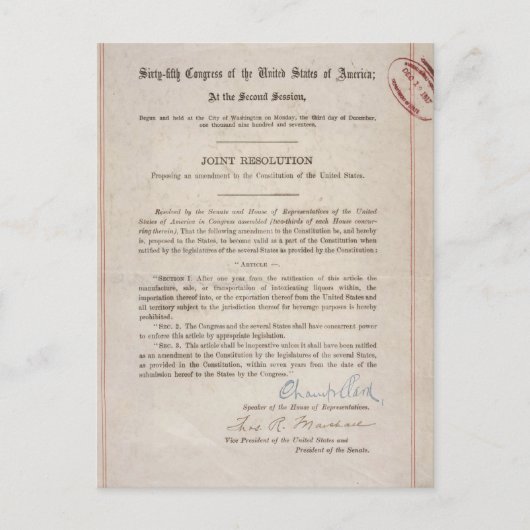 Sixty-fifth Congress of the United States of America;
At the Second Session,
Begun and held at the City of Washington on Monday, the third day of December,
one thousand nine hundred and seventeen.
JOINT RESOLUTION
Proposing an amendment to the Constitution of the United States.
Resolved by the Senate and House of Representatives of the United
States of America in Congress assembled (two-thirds of each House concur-
ring therein), That the following amendment to the Constitution be, and hereby
is, proposed to the States, to become valid as a part of the Constitution when
ratified by the legislatures of the several States as provided by the Constitution:
"ARTICLE —.
"SECTION 1. After one year from the ratification of this article the
manufacture, sale, or transportation of intoxicating liquors within, the
importation thereof into, or the exportation thereof from the United States and
all territory subject to the jurisdiction thereof for beverage purposes is hereby
prohibited.
"SEC. 2. The Congress and the several States shall have concurrent power
to enforce this article by appropriate legislation.
"SEC. 3. This article shall be inoperative unless it shall have been ratified
as an amendment to the Constitution by the legislatures of the several States,
as provided in the Constitution, within seven years from the date of the
submission hereof to the States by the Congress."
Champ Clark
Speaker of the House of Representatives.
Thos. R. Marshall
Vice President of the United States and
President of the Senate.
DEC 19 1917
DEPARTMENT OF STATE